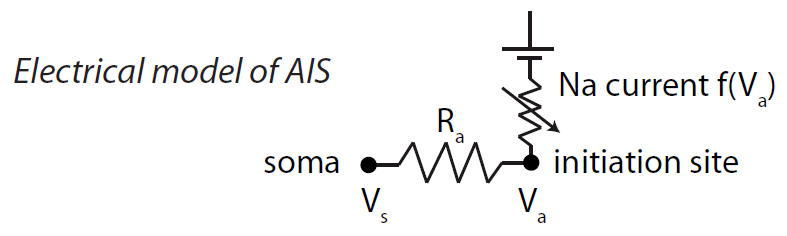 Electrical model of AIS
Na current f(Vₐ)
Rₐ
soma
initiation site
Vₛ
Vₐ